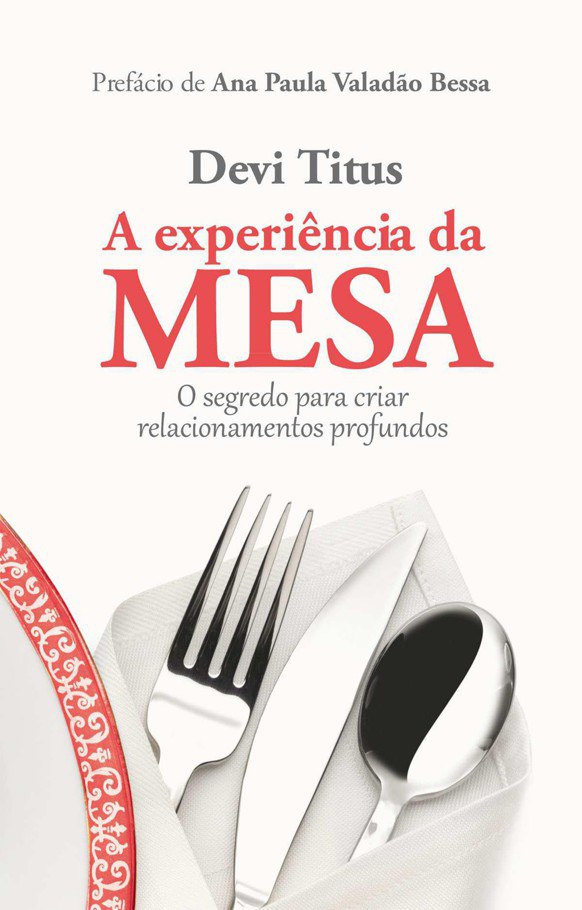 Prefácio de Ana Paula Valadão Bessa
Devi Titus
A experiência da
MESA
O segredo para criar
relacionamentos profundos